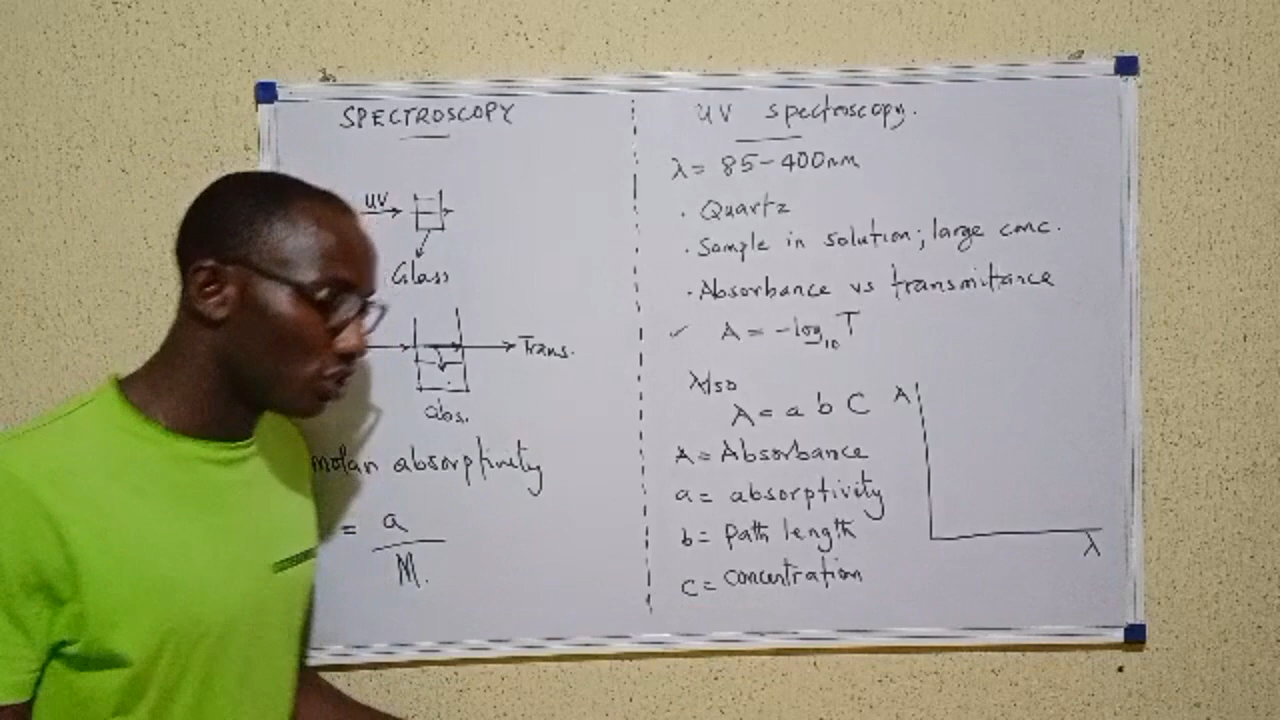 SPECTROSCOPY
UV
Glass
Trans.
abs.
molar absorptivity
= a
M.
UV spectroscopy.
λ = 85-400nm
· Quartz
· Sample in solution; large conc.
· Absorbance vs transmittance
✓ A = -log10 T
Also
A = a b C
A = Absorbance
a = absorptivity
b = Path length
C = concentration
A
λ